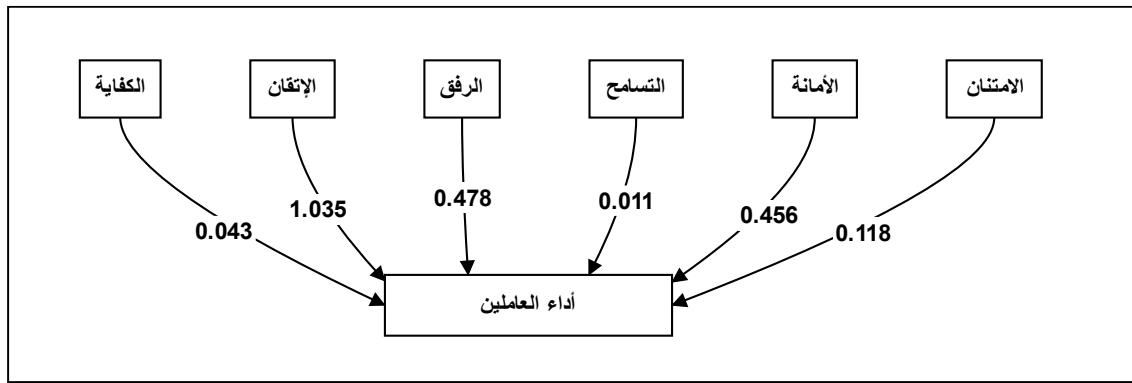 الامتنان
الأمانة
التسامح
الرفق
الإتقان
الكفاية
0.118
0.456
0.011
0.478
1.035
0.043
أداء العاملين